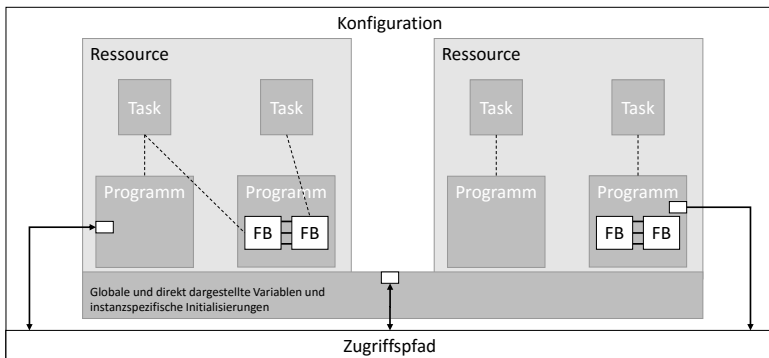 Konfiguration
Ressource
Ressource
Task
Task
Task
Task
Programm
Programm
Programm
Programm
FB
FB
FB
FB
Globale und direkt dargestellte Variablen und
instanzspezifische Initialisierungen
Zugriffspfad